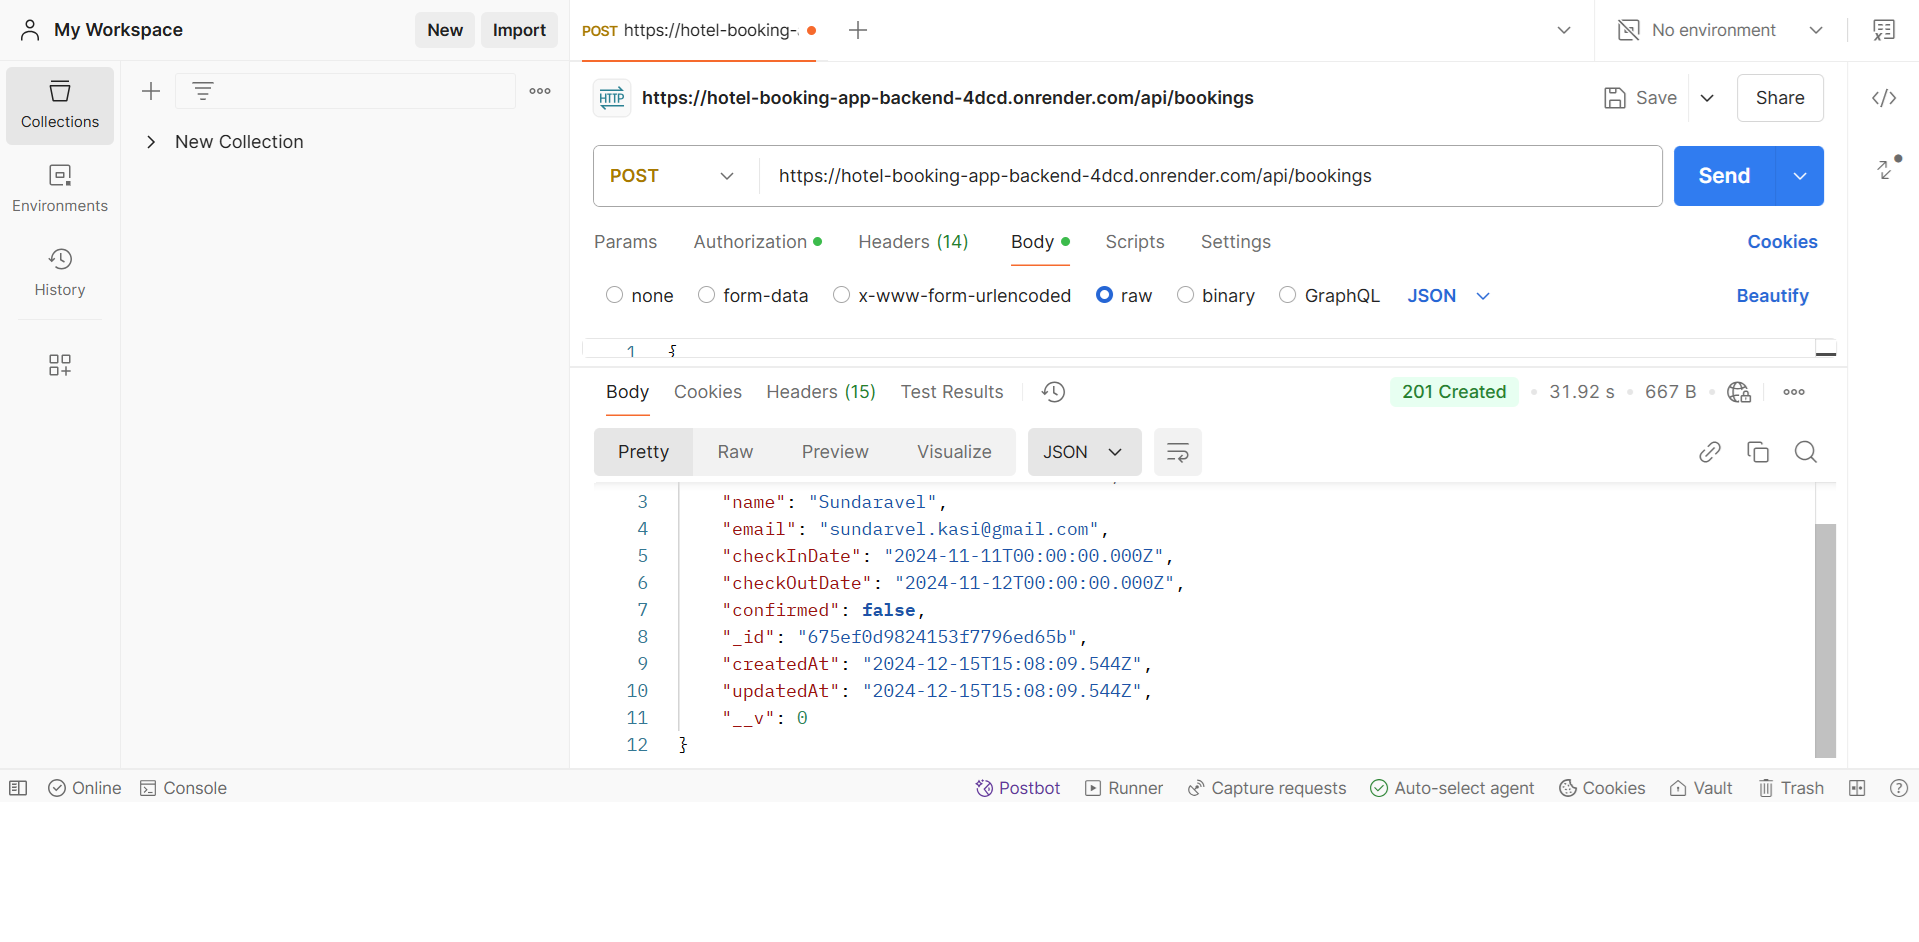 My Workspace
New
Import
POST https://hotel-booking-
No environment
Collections
Environments
History
New Collection
HTTP
https://hotel-booking-app-backend-4dcd.onrender.com/api/bookings
Save
Share
POST
https://hotel-booking-app-backend-4dcd.onrender.com/api/bookings
Send
Params
Authorization
Headers (14)
Body
Scripts
Settings
Cookies
none
form-data
x-www-form-urlencoded
raw
binary
GraphQL
JSON
Beautify
1 {
Body
Cookies
Headers (15)
Test Results
201 Created
31.92 s
667 B
Pretty
Raw
Preview
Visualize
JSON
3 "name": "Sundaravel",
4 "email": "sundarvel.kasi@gmail.com",
5 "checkInDate": "2024-11-11T00:00:00.000Z",
6 "checkOutDate": "2024-11-12T00:00:00.000Z",
7 "confirmed": false,
8 "_id": "675ef0d9824153f7796ed65b",
9 "createdAt": "2024-12-15T15:08:09.544Z",
10 "updatedAt": "2024-12-15T15:08:09.544Z",
11 "__v": 0
12 }
Online
Console
Postbot
Runner
Capture requests
Auto-select agent
Cookies
Vault
Trash